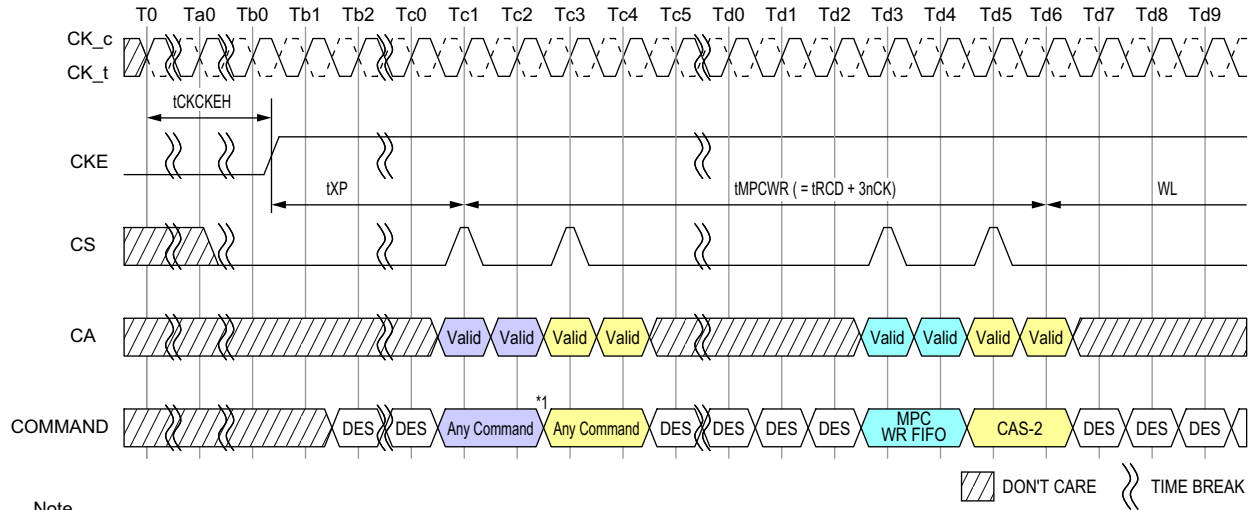 T0 Ta0 Tb0 Tb1 Tb2 Tc0 Tc1 Tc2 Tc3 Tc4 Tc5 Td0 Td1 Td2 Td3 Td4 Td5 Td6 Td7 Td8 Td9
CK_c
CK_t
tCKCKEH
CKE
tXP tMPCWR ( = tRCD + 3nCK) WL
CS
CA Valid Valid Valid Valid Valid Valid Valid Valid
*1
COMMAND DES DES Any Command Any Command DES DES DES DES MPC WR FIFO CAS-2 DES DES DES
DON'T CARE TIME BREAK
Note